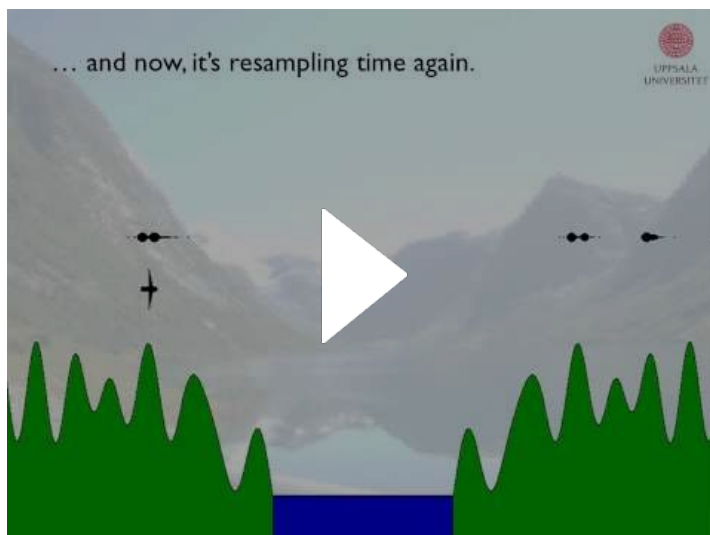 … and now, it's resampling time again.
UPPSALA
UNIVERSITET